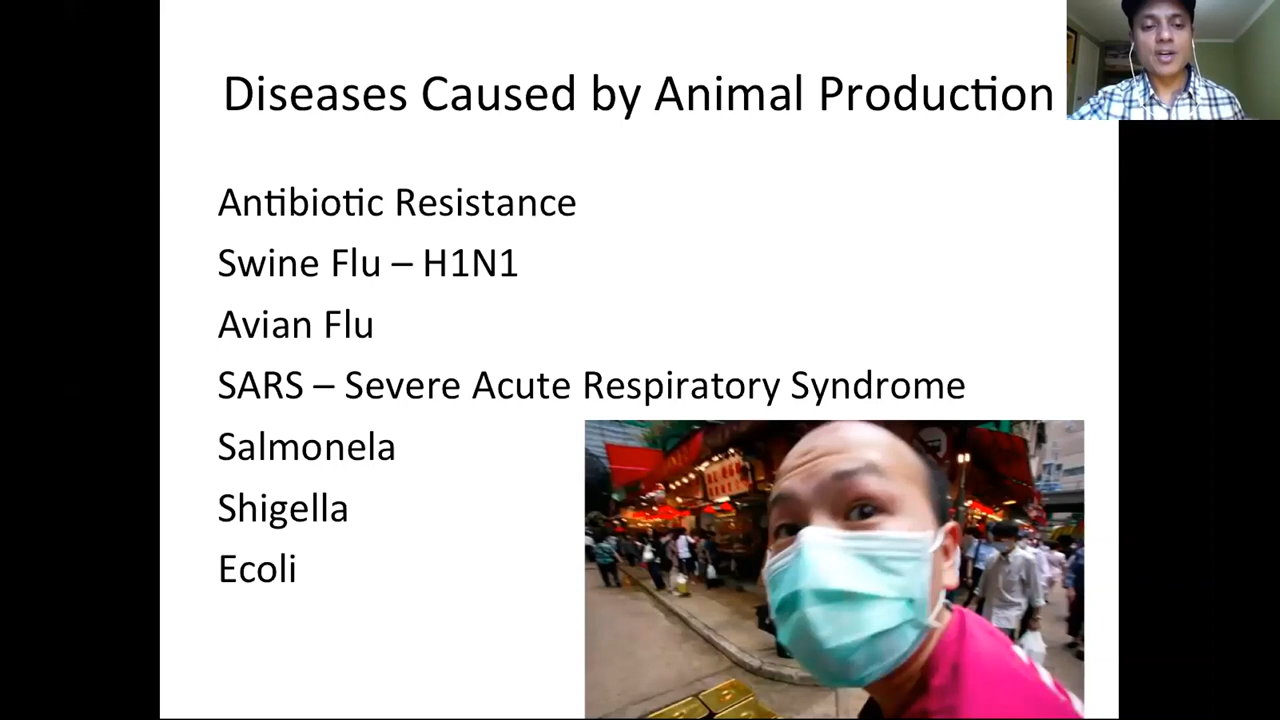 Diseases Caused by Animal Production
Antibiotic Resistance
Swine Flu – H1N1
Avian Flu
SARS – Severe Acute Respiratory Syndrome
Salmonela
Shigella
Ecoli